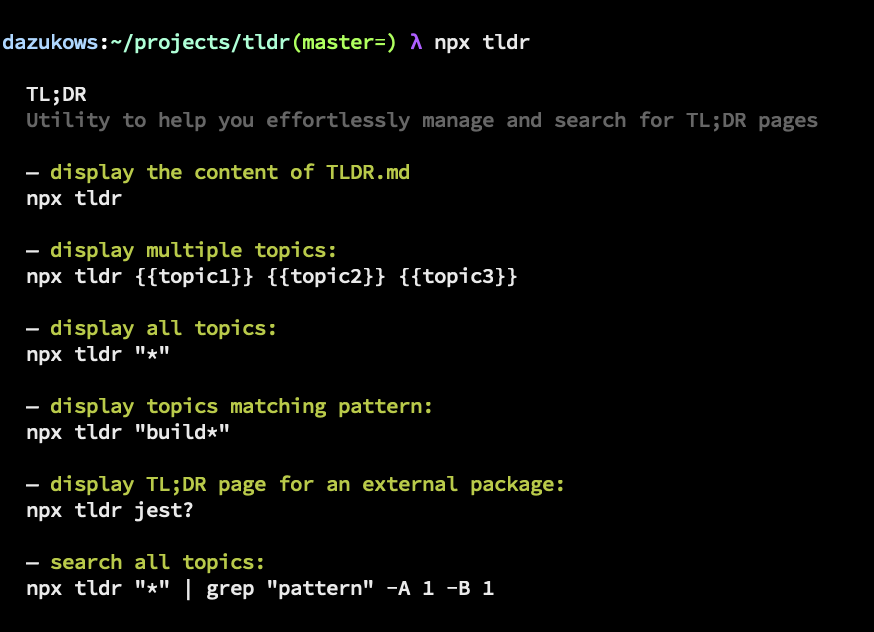 dazukows:~/projects/tldr(master=) λ npx tldr
TL;DR
Utility to help you effortlessly manage and search for TL;DR pages
— display the content of TLDR.md
npx tldr
— display multiple topics:
npx tldr {{topic1}} {{topic2}} {{topic3}}
— display all topics:
npx tldr "*"
— display topics matching pattern:
npx tldr "build*"
— display TL;DR page for an external package:
npx tldr jest?
— search all topics:
npx tldr "*" | grep "pattern" -A 1 -B 1